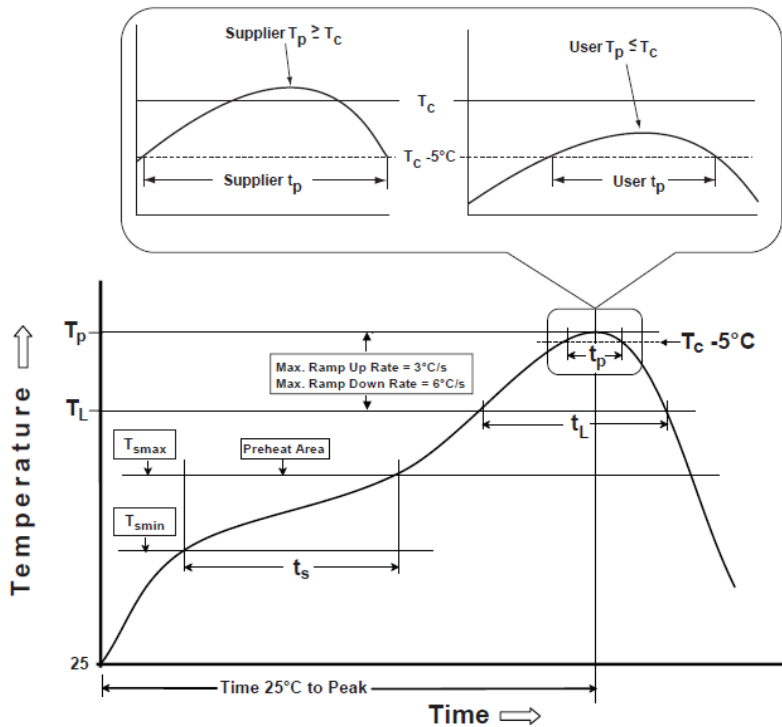 Supplier Tp ≥ Tc
User Tp ≤ Tc
Tc
Tc -5°C
Supplier tp
User tp
Tp
Tc -5°C
tp
Max. Ramp Up Rate = 3°C/s
Max. Ramp Down Rate = 6°C/s
TL
tL
Tsmax
Preheat Area
Tsmin
ts
Temperature
25
Time 25°C to Peak
Time